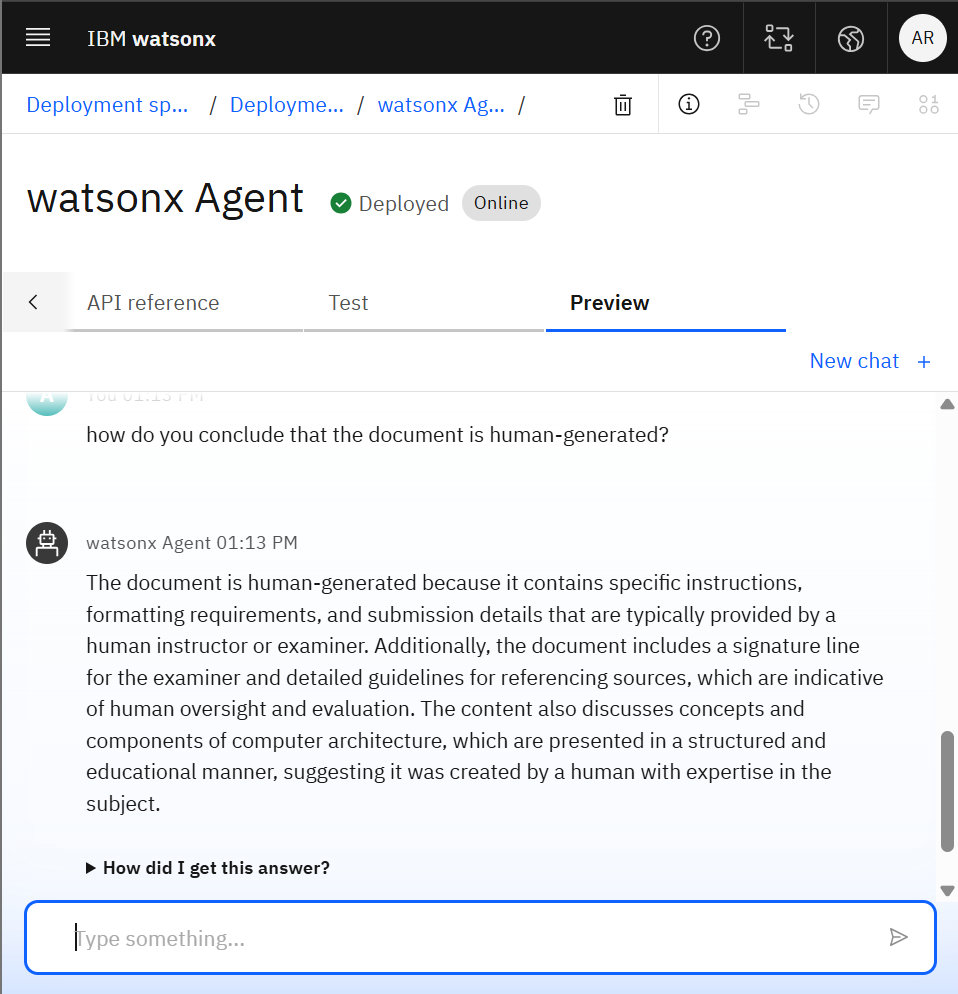 IBM watsonx
AR
Deployment sp... / Deployme... / watsonx Ag... /
watsonx Agent
Deployed
Online
API reference
Test
Preview
New chat +
A
You 01:13 PM
how do you conclude that the document is human-generated?
watsonx Agent 01:13 PM
The document is human-generated because it contains specific instructions,
formatting requirements, and submission details that are typically provided by a
human instructor or examiner. Additionally, the document includes a signature line
for the examiner and detailed guidelines for referencing sources, which are indicative
of human oversight and evaluation. The content also discusses concepts and
components of computer architecture, which are presented in a structured and
educational manner, suggesting it was created by a human with expertise in the
subject.
How did I get this answer?
Type something...